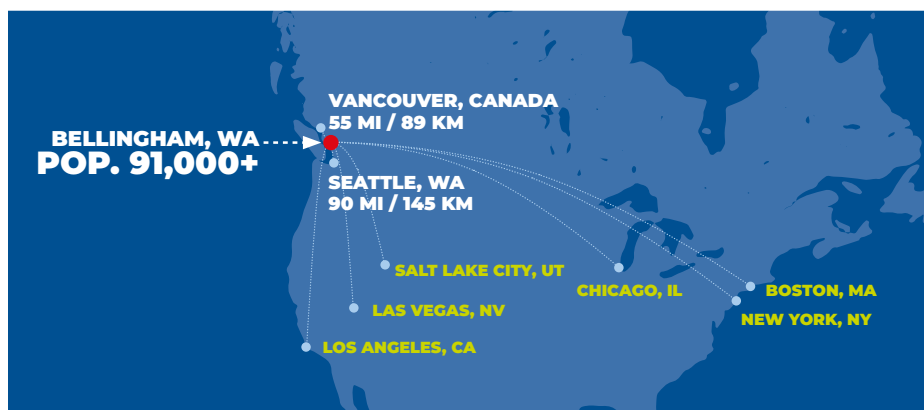 VANCOUVER, CANADA
55 MI / 89 KM
BELLINGHAM, WA
POP. 91,000+
SEATTLE, WA
90 MI / 145 KM
SALT LAKE CITY, UT
CHICAGO, IL
BOSTON, MA
LAS VEGAS, NV
NEW YORK, NY
LOS ANGELES, CA